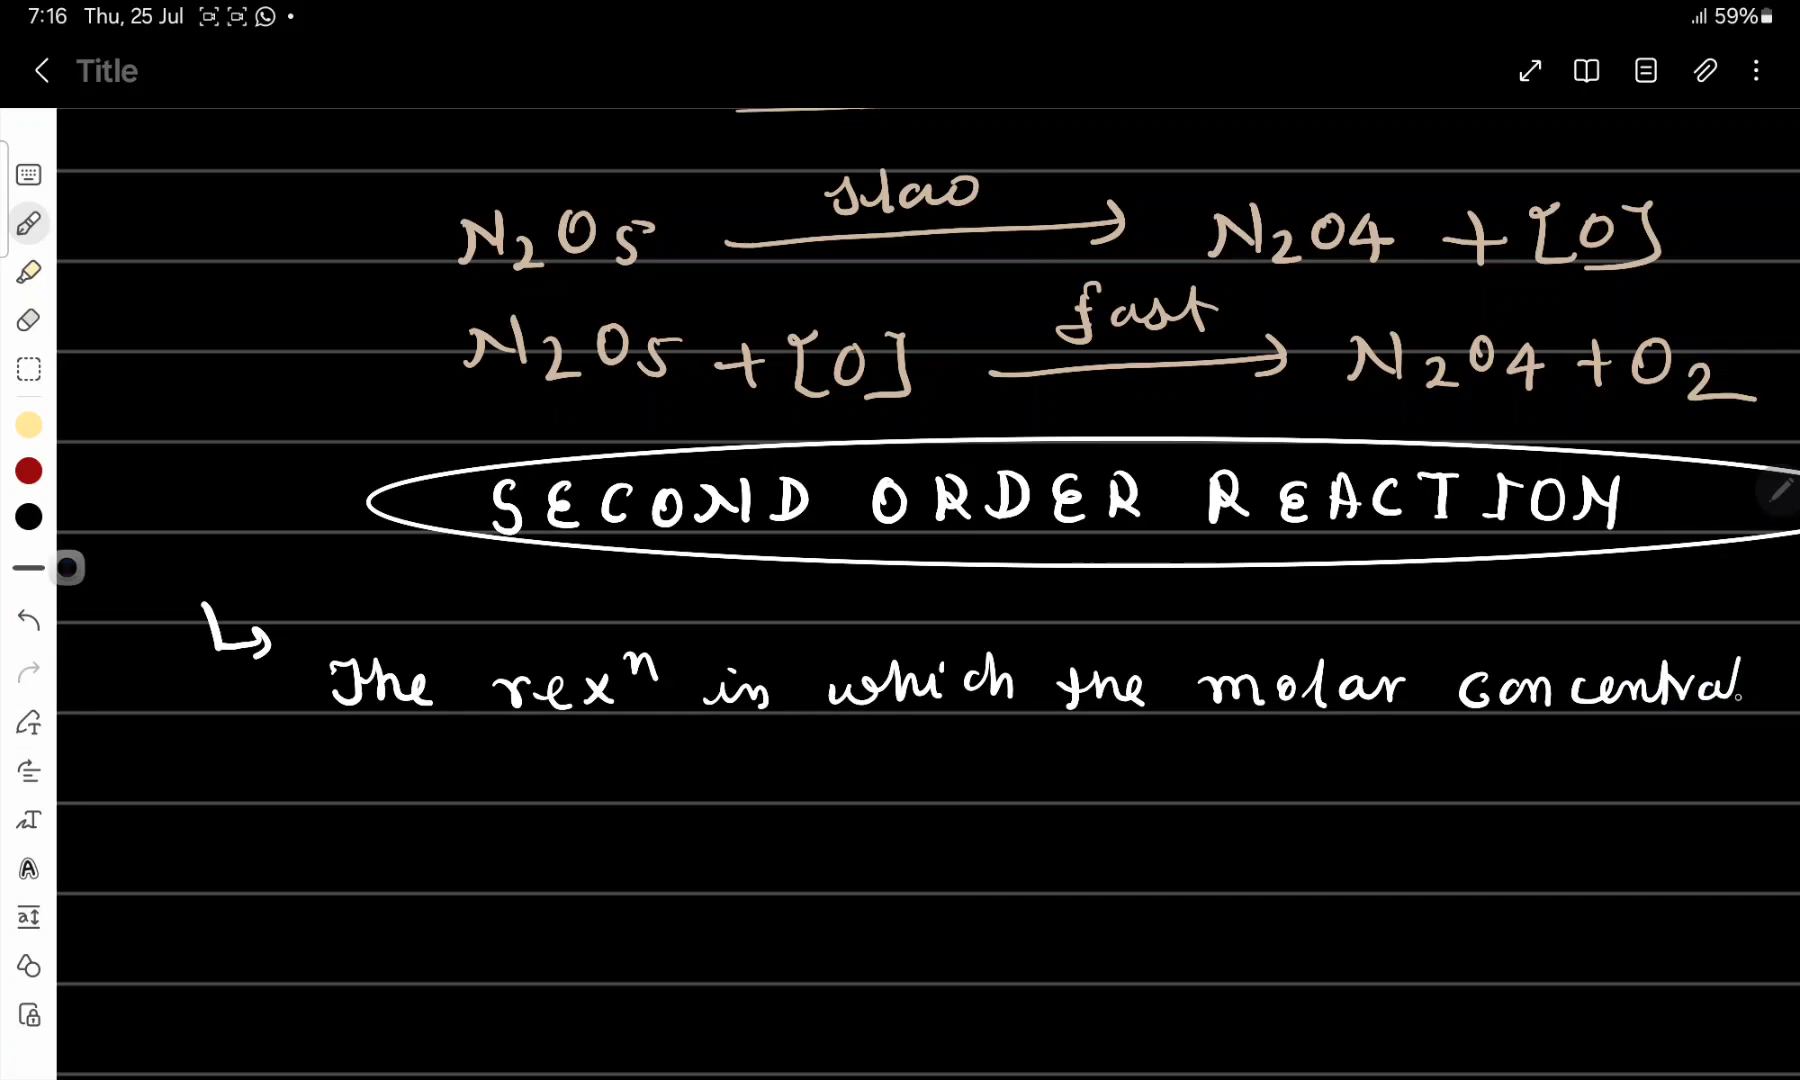 7:16 Thu, 25 Jul 59%
Title
slow
N₂O₅ → N₂O₄ + [O]
fast
N₂O₅ + [O] → N₂O₄ + O₂
SECOND ORDER REACTION
↳ The rexⁿ in which the molar concentra